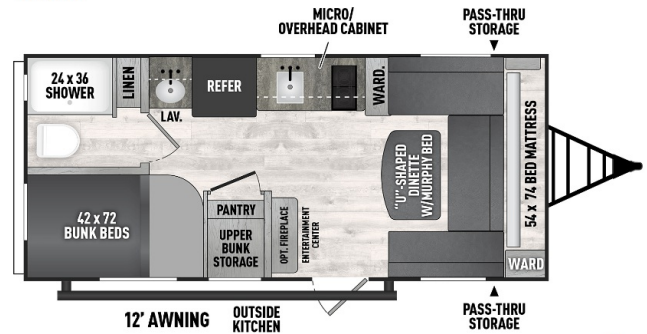 MICRO/
OVERHEAD CABINET
PASS-THRU
STORAGE
24 x 36
SHOWER
LINEN
LAV.
REFER
WARD.
"U"-SHAPED
DINETTE
W/MURPHY BED
54 x 74 BED MATTRESS
42 x 72
BUNK BEDS
PANTRY
UPPER
BUNK
STORAGE
OPT. FIREPLACE
ENTERTAINMENT
CENTER
WARD
12' AWNING
OUTSIDE
KITCHEN
PASS-THRU
STORAGE